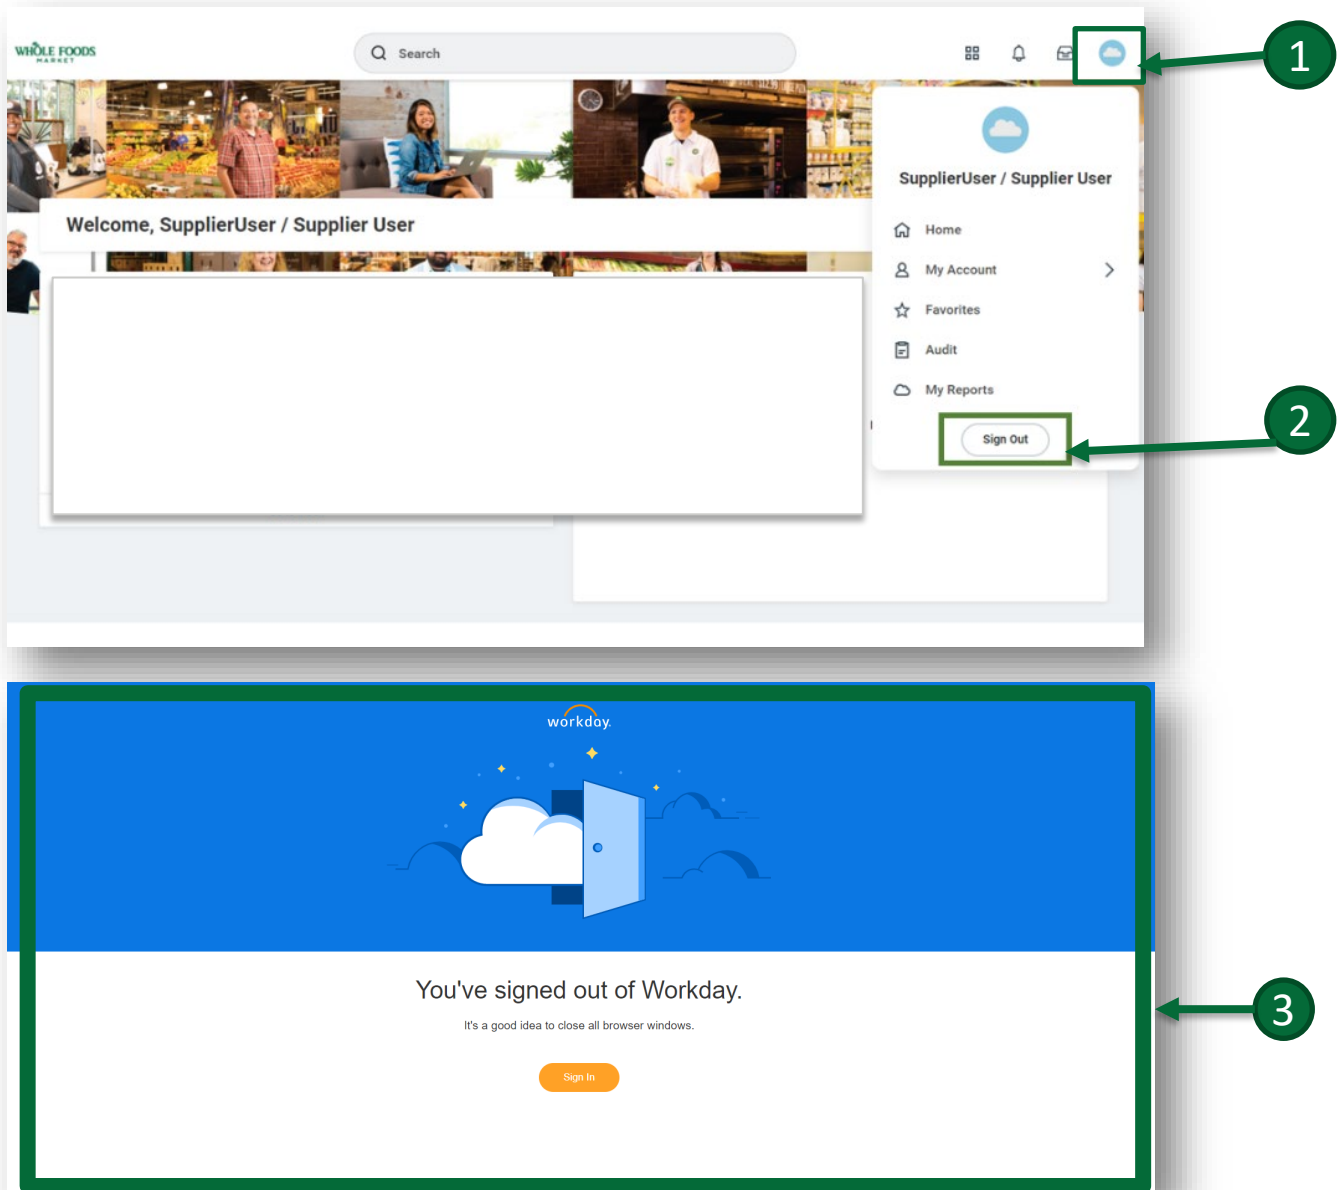 WHOLE FOODS
MARKET
Search
1
SupplierUser / Supplier User
Welcome, SupplierUser / Supplier User
Home
My Account
Favorites
Audit
My Reports
Sign Out
2
workday.
You've signed out of Workday.
It's a good idea to close all browser windows.
Sign In
3